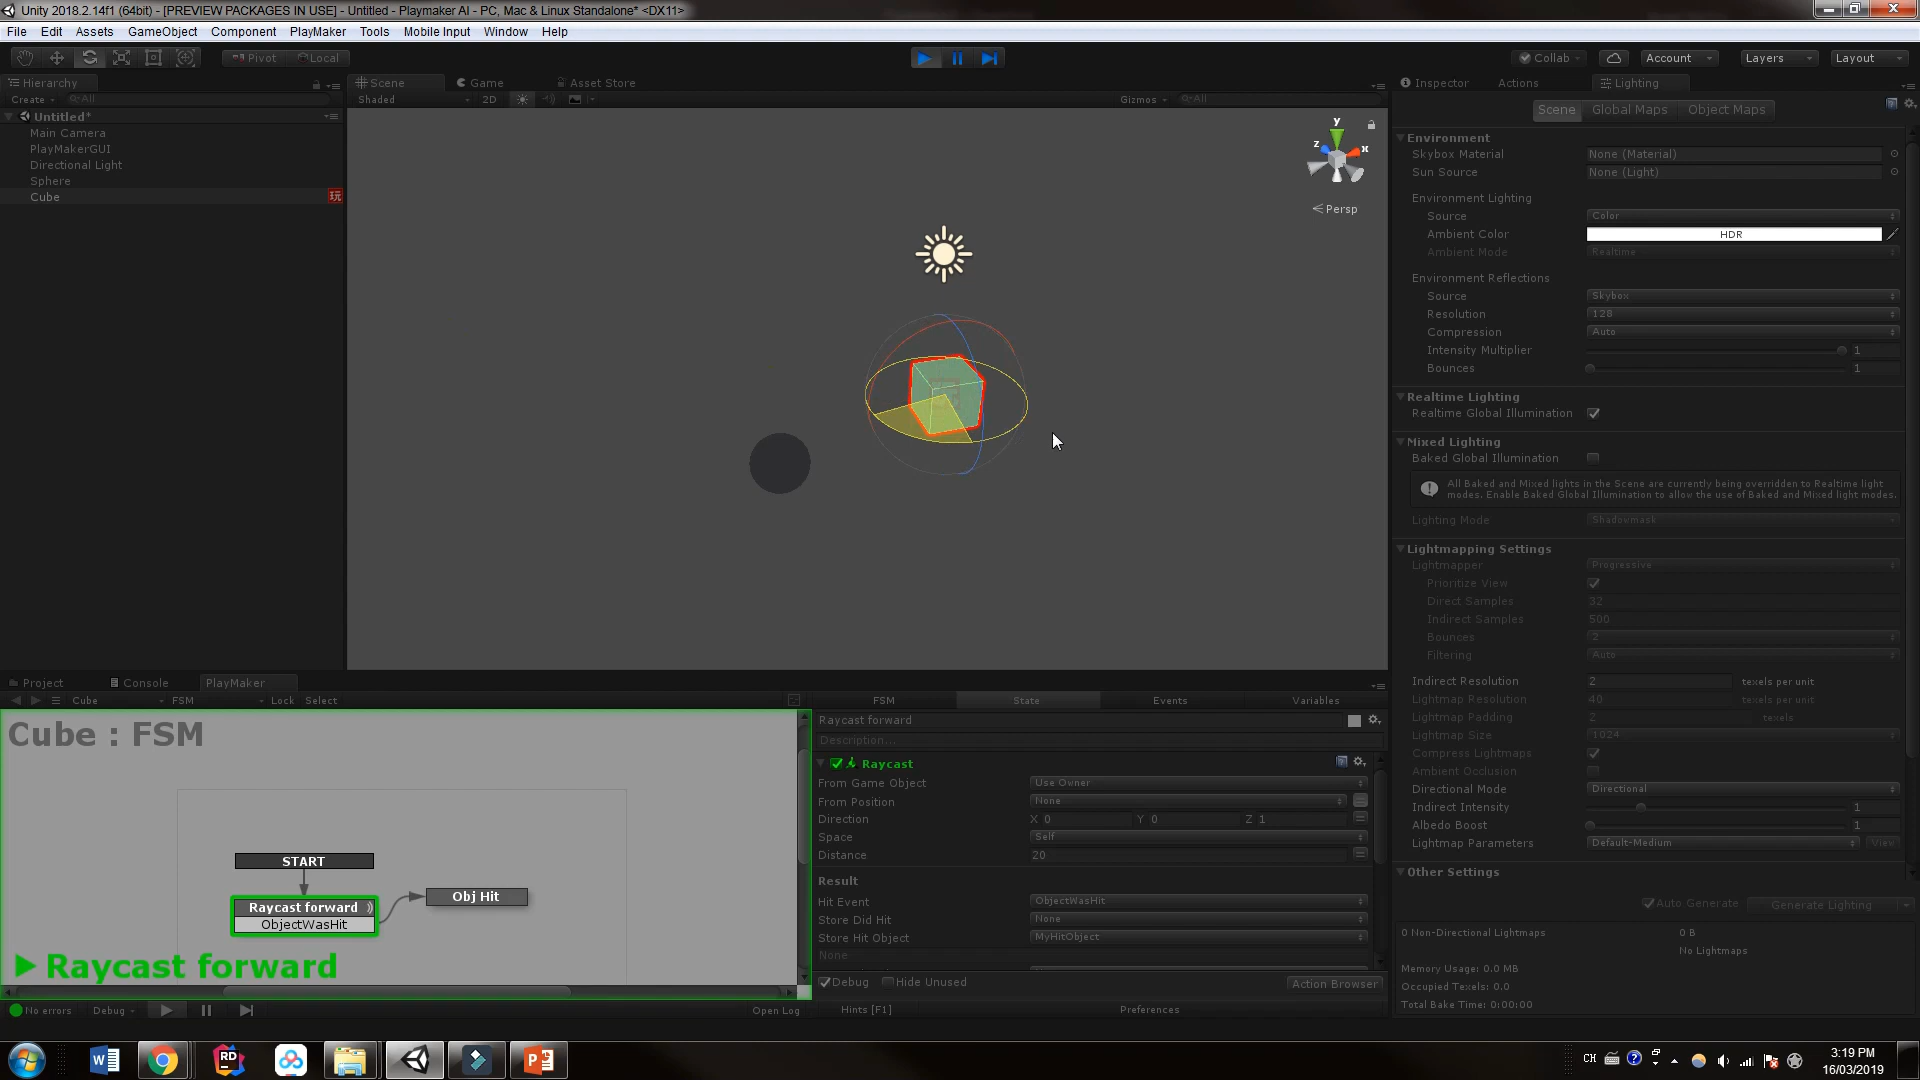 Unity 2018.2.14f1 (64bit) - [PREVIEW PACKAGES IN USE] - Untitled - Playmaker AI - PC, Mac & Linux Standalone* <DX11>
File Edit Assets GameObject Component PlayMaker Tools Mobile Input Window Help
Pivot Local Collab Account Layers Layout
Hierarchy
Create All
Untitled*
Main Camera
PlayMakerGUI
Directional Light
Sphere
Cube 玩
Scene Game Asset Store
Shaded 2D Gizmos All
y
z x
Persp
Inspector Actions Lighting
Scene Global Maps Object Maps
Environment
Skybox Material None (Material)
Sun Source None (Light)
Environment Lighting
Source Color
Ambient Color HDR
Ambient Mode Realtime
Environment Reflections
Source Skybox
Resolution 128
Compression Auto
Intensity Multiplier 1
Bounces 1
Realtime Lighting
Realtime Global Illumination
Mixed Lighting
Baked Global Illumination
All Baked and Mixed lights in the Scene are currently being overridden to Realtime light
modes. Enable Baked Global Illumination to allow the use of Baked and Mixed light modes.
Lighting Mode Shadowmask
Lightmapping Settings
Lightmapper Progressive
Prioritize View
Direct Samples 32
Indirect Samples 500
Bounces 2
Filtering Auto
Indirect Resolution 2 texels per unit
Lightmap Resolution 40 texels per unit
Lightmap Padding 2 texels
Lightmap Size 1024
Compress Lightmaps
Ambient Occlusion
Directional Mode Directional
Indirect Intensity 1
Albedo Boost 1
Lightmap Parameters Default-Medium View
Other Settings
Auto Generate Generate Lighting
0 Non-Directional Lightmaps 0 B
No Lightmaps
Memory Usage: 0.0 MB
Occupied Texels: 0.0
Total Bake Time: 0:00:00
Project Console PlayMaker
Cube FSM Lock Select
Cube : FSM
START
Raycast forward
ObjectWasHit
Obj Hit
Raycast forward
No errors Debug Open Log
FSM State Events Variables
Raycast forward
Description...
Raycast
From Game Object Use Owner
From Position None
Direction X 0 Y 0 Z 1
Space Self
Distance 20
Result
Hit Event ObjectWasHit
Store Did Hit None
Store Hit Object MyHitObject
None
Debug Hide Unused Action Browser
Hints [F1] Preferences
CH
3:19 PM
16/03/2019